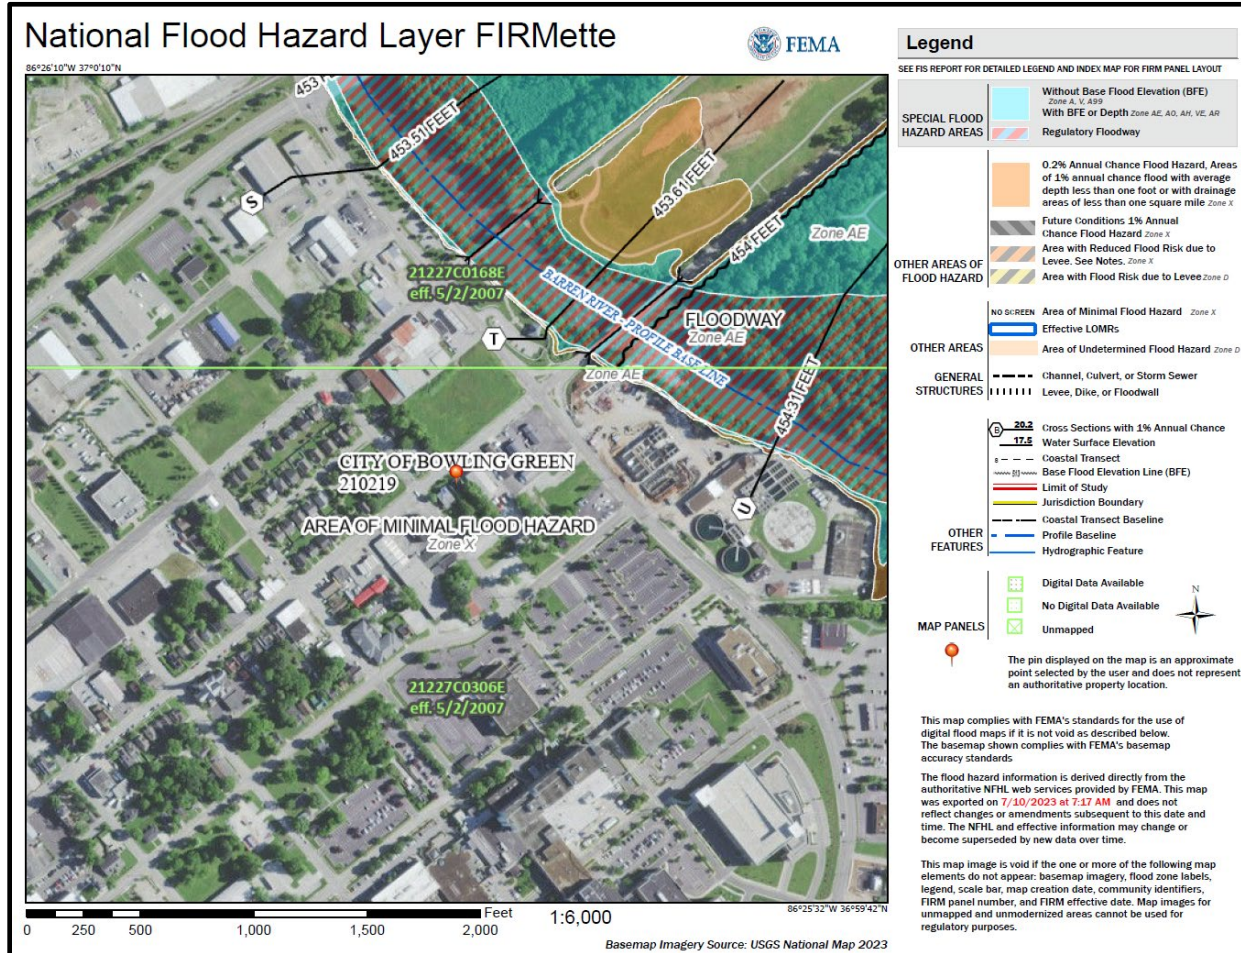 National Flood Hazard Layer FIRMette
FEMA
86°26'10"W 37°0'10"N
453.51 FEET
S
453.61 FEET
454 FEET
Zone AE
21227C0168E
eff. 5/2/2007
BARREN RIVER - PROFILE BASELINE
FLOODWAY
Zone AE
T
Zone AE
454.31 FEET
CITY OF BOWLING GREEN
210219
U
AREA OF MINIMAL FLOOD HAZARD
Zone X
21227C0306E
eff. 5/2/2007
86°25'32"W 36°59'42"N
Feet
1:6,000
0 250 500 1,000 1,500 2,000
Basemap Imagery Source: USGS National Map 2023
Legend
SEE FIS REPORT FOR DETAILED LEGEND AND INDEX MAP FOR FIRM PANEL LAYOUT
SPECIAL FLOOD
HAZARD AREAS
Without Base Flood Elevation (BFE)
Zone A, V, A99
With BFE or Depth Zone AE, AO, AH, VE, AR
Regulatory Floodway
OTHER AREAS OF
FLOOD HAZARD
0.2% Annual Chance Flood Hazard, Areas
of 1% annual chance flood with average
depth less than one foot or with drainage
areas of less than one square mile Zone X
Future Conditions 1% Annual
Chance Flood Hazard Zone X
Area with Reduced Flood Risk due to
Levee. See Notes. Zone X
Area with Flood Risk due to Levee Zone D
OTHER AREAS
NO SCREEN Area of Minimal Flood Hazard Zone X
Effective LOMRs
Area of Undetermined Flood Hazard Zone D
GENERAL
STRUCTURES
Channel, Culvert, or Storm Sewer
Levee, Dike, or Floodwall
OTHER
FEATURES
B 20.2 Cross Sections with 1% Annual Chance
17.5 Water Surface Elevation
8 Coastal Transect
Base Flood Elevation Line (BFE)
Limit of Study
Jurisdiction Boundary
Coastal Transect Baseline
Profile Baseline
Hydrographic Feature
MAP PANELS
Digital Data Available
No Digital Data Available
Unmapped
N
The pin displayed on the map is an approximate
point selected by the user and does not represent
an authoritative property location.
This map complies with FEMA's standards for the use of
digital flood maps if it is not void as described below.
The basemap shown complies with FEMA's basemap
accuracy standards
The flood hazard information is derived directly from the
authoritative NFHL web services provided by FEMA. This map
was exported on 7/10/2023 at 7:17 AM and does not
reflect changes or amendments subsequent to this date and
time. The NFHL and effective information may change or
become superseded by new data over time.
This map image is void if the one or more of the following map
elements do not appear: basemap imagery, flood zone labels,
legend, scale bar, map creation date, community identifiers,
FIRM panel number, and FIRM effective date. Map images for
unmapped and unmodernized areas cannot be used for
regulatory purposes.